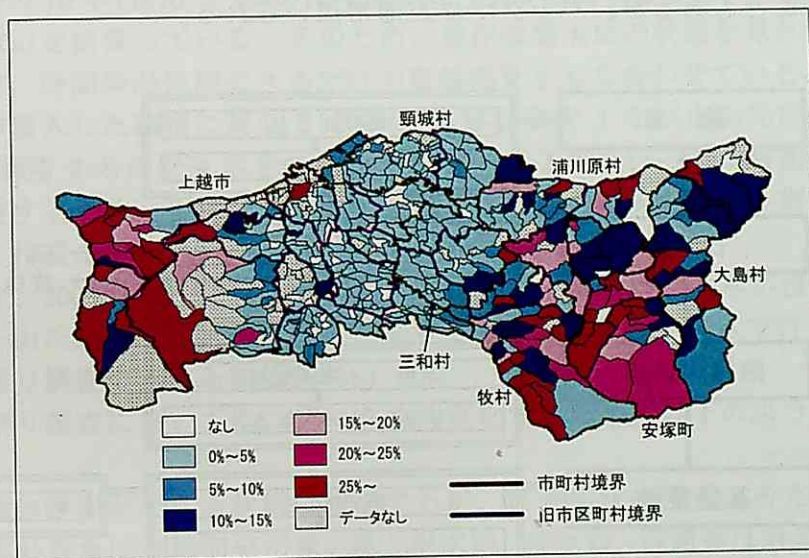 頸城村
上越市
浦川原村
大島村
三和村
牧村
安塚町
なし
0%～5%
5%～10%
10%～15%
15%～20%
20%～25%
25%～
データなし
市町村境界
旧市区町村境界